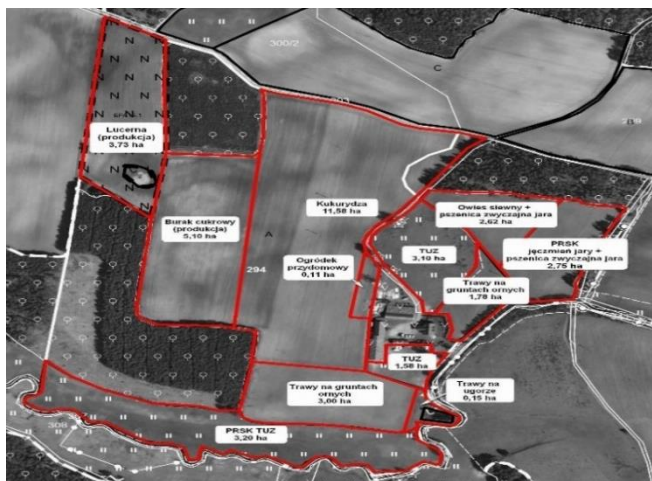 300/2
C
N
Lucerna
(produkcja)
3,73 ha
Kukurydza
11,58 ha
Owies siewny +
pszenica zwyczajna jara
2,62 ha
Burak cukrowy
(produkcja)
5,10 ha
A
294
TUZ
3,10 ha
PRSK
jęczmień jary +
pszenica zwyczajna jara
2,75 ha
Ogródek
przydomowy
0,11 ha
Trawy na
gruntach ornych
1,78 ha
TUZ
1,58 ha
Trawy na gruntach
ornych
3,00 ha
Trawy na
ugorze
0,15 ha
308
PRSK TUZ
3,20 ha